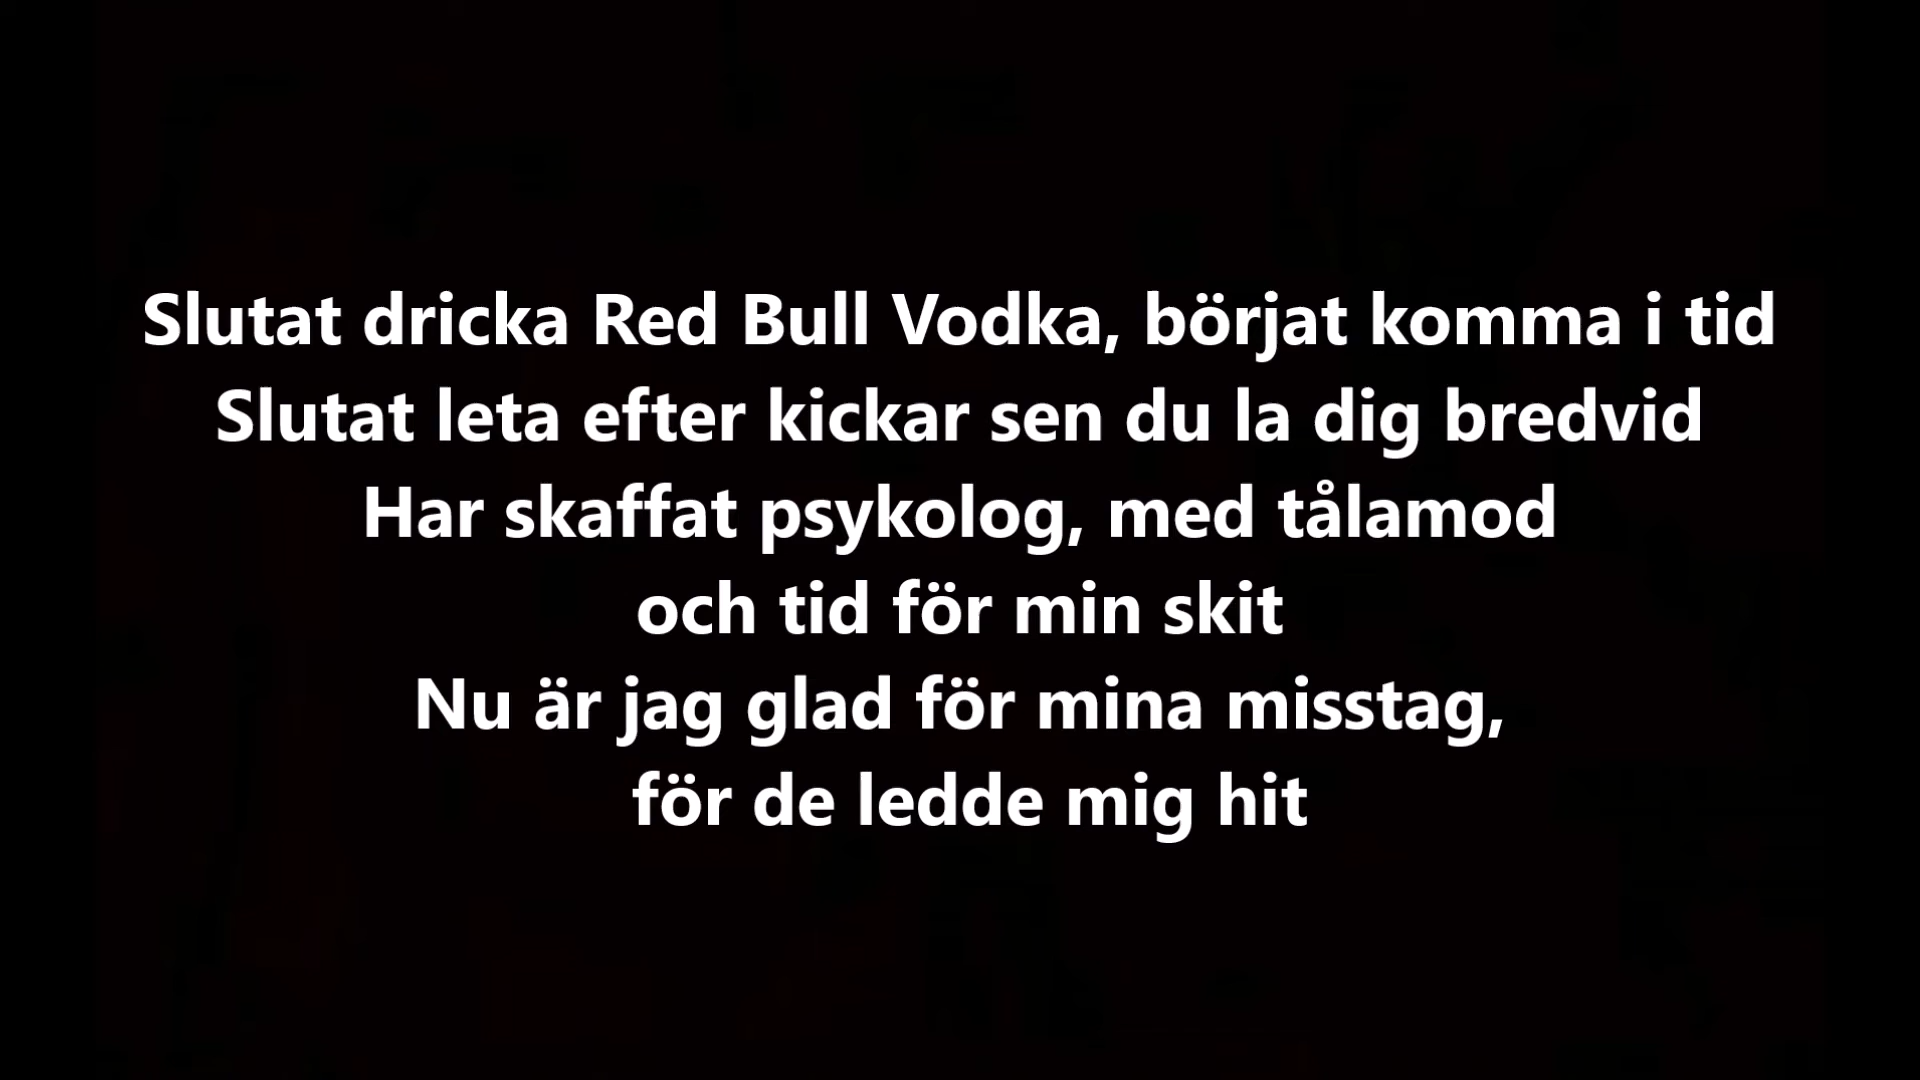 Slutat dricka Red Bull Vodka, börjat komma i tid
Slutat leta efter kickar sen du la dig bredvid
Har skaffat psykolog, med tålamod
och tid för min skit
Nu är jag glad för mina misstag,
för de ledde mig hit